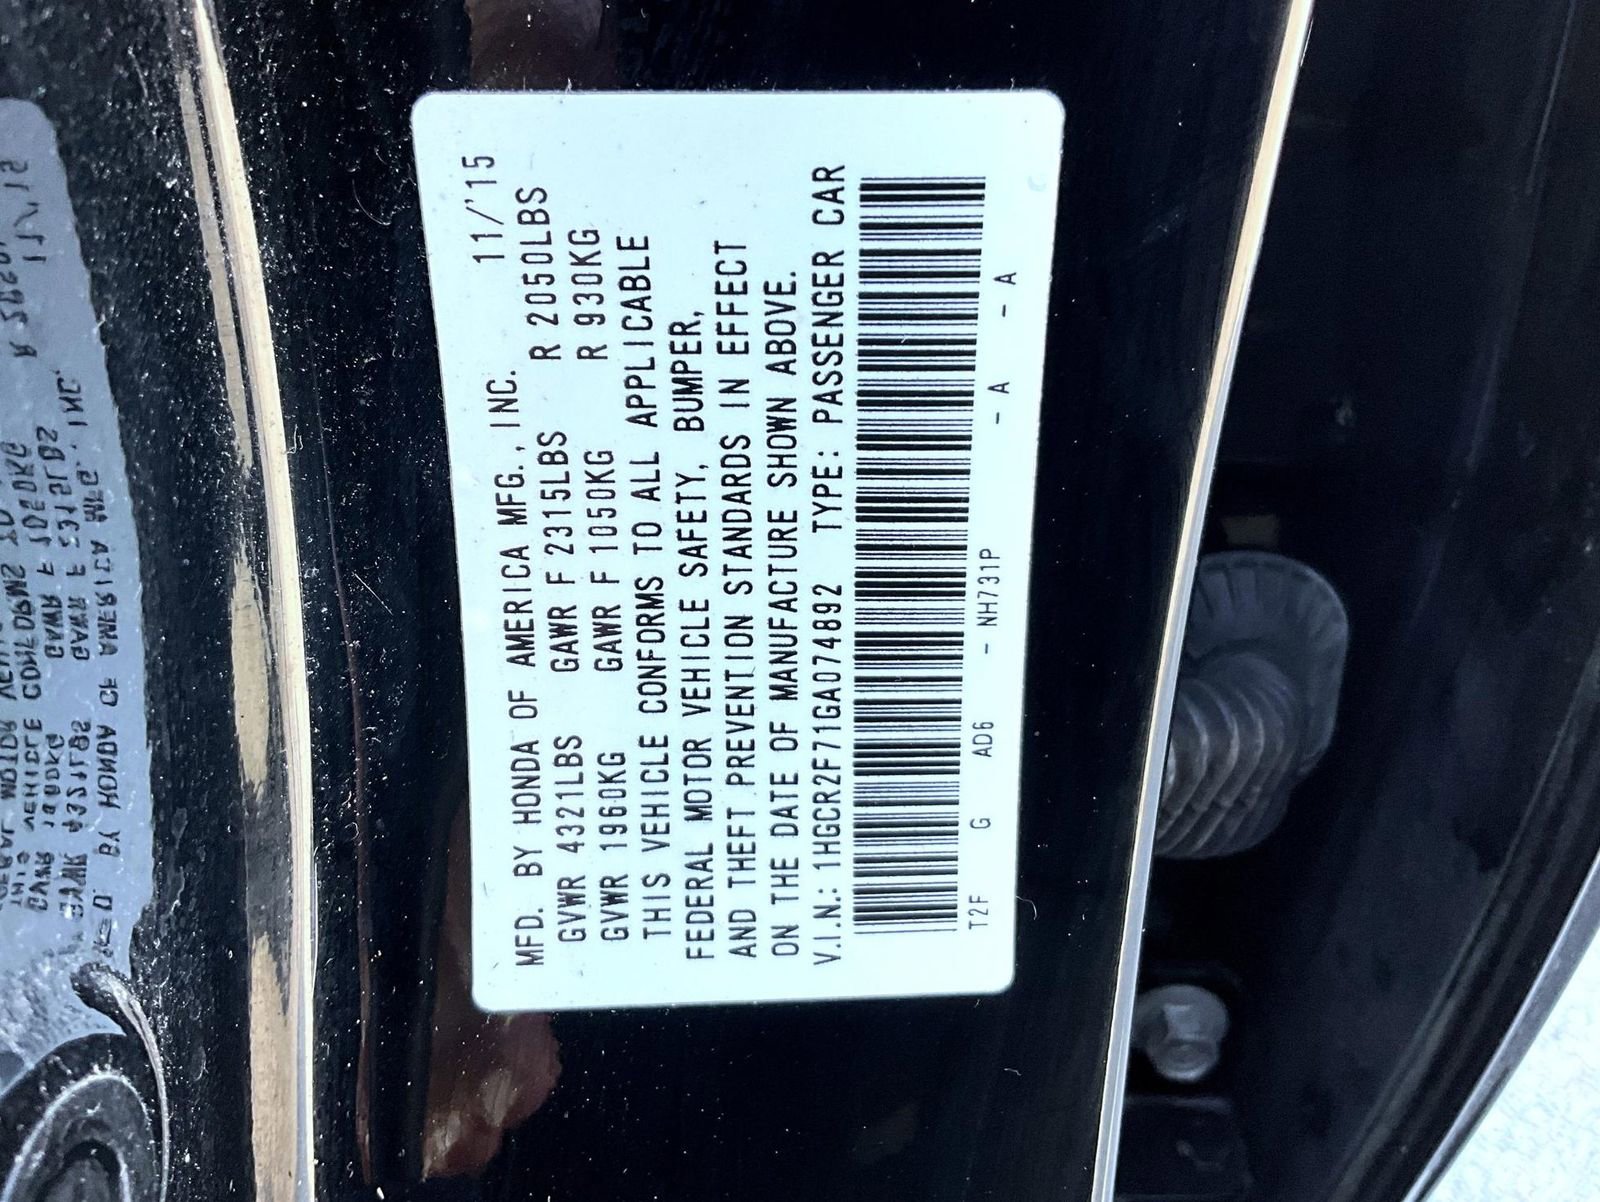 MFD. BY HONDA OF AMERICA MFG., INC. 11/'15
GVWR 4321LBS GAWR F 2315LBS R 2050LBS
GVWR 1960KG GAWR F 1050KG R 930KG
THIS VEHICLE CONFORMS TO ALL APPLICABLE
FEDERAL MOTOR VEHICLE SAFETY, BUMPER,
AND THEFT PREVENTION STANDARDS IN EFFECT
ON THE DATE OF MANUFACTURE SHOWN ABOVE.
V.I.N.: 1HGCR2F71GA074892 TYPE: PASSENGER CAR
T2F G AD6 - NH731P - A - A